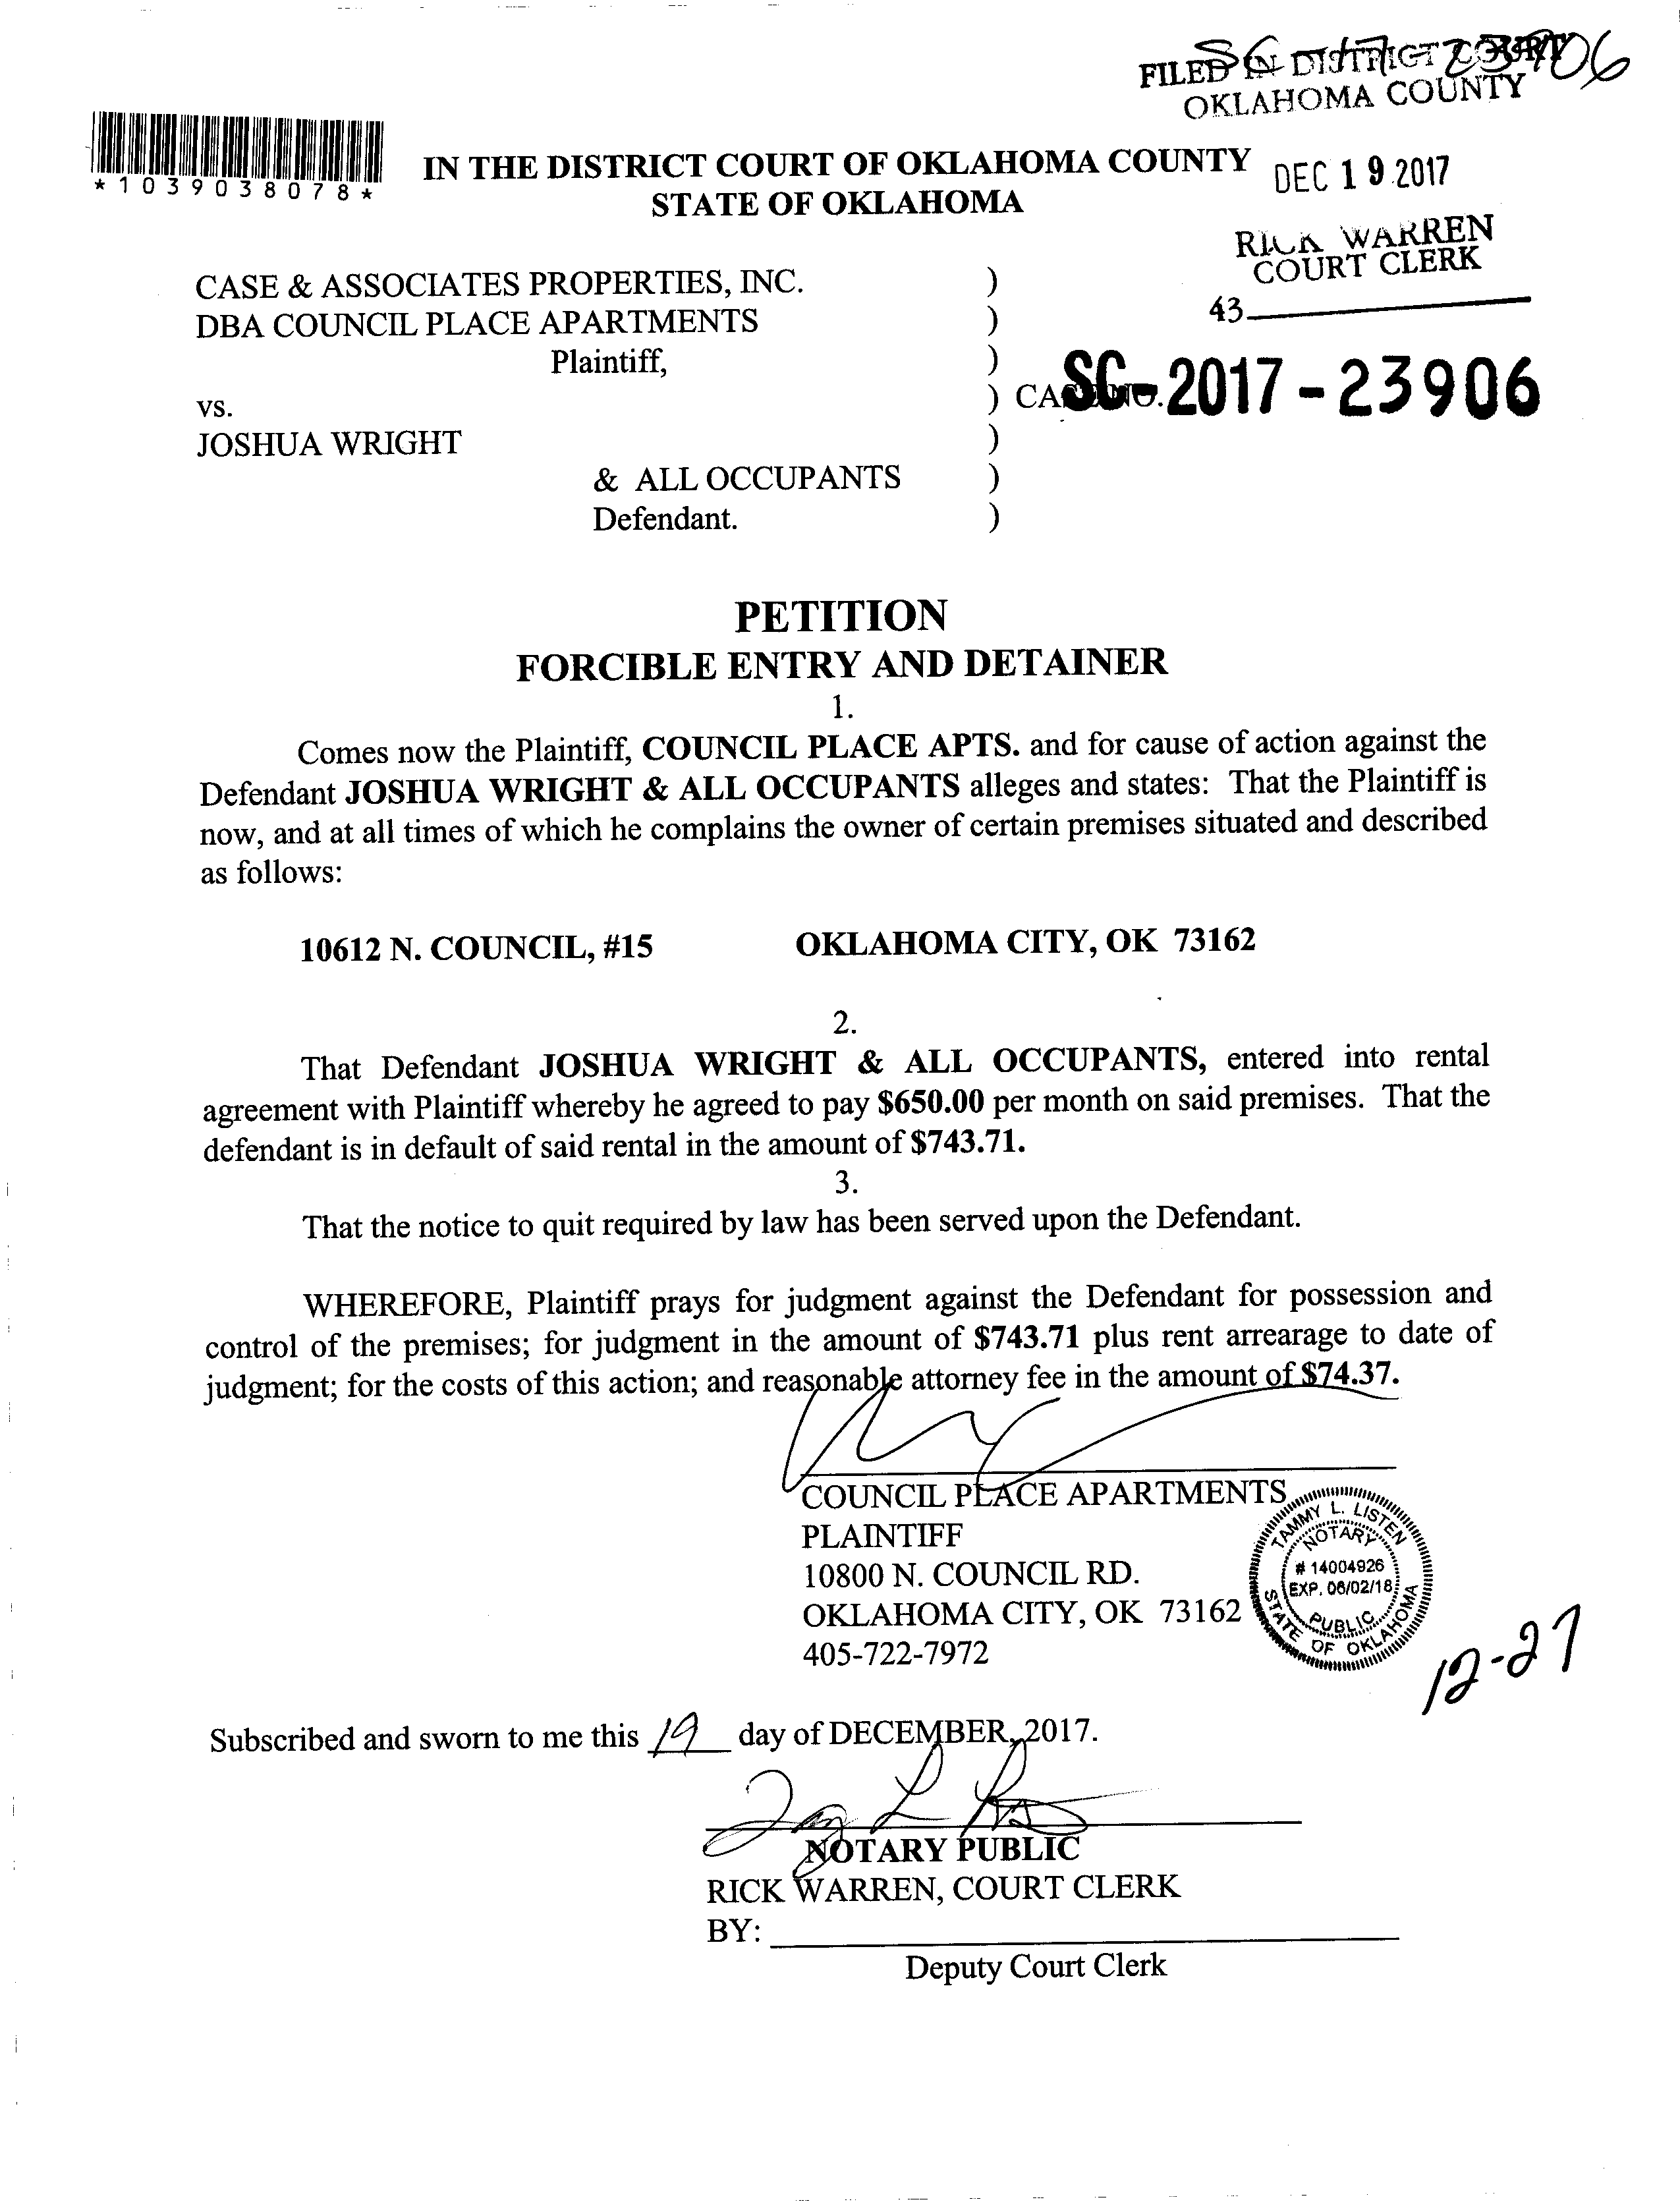 SC-17-23906
FILED IN DISTRICT COURT
OKLAHOMA COUNTY
*1039038078*
IN THE DISTRICT COURT OF OKLAHOMA COUNTY
STATE OF OKLAHOMA
DEC 19 2017
RICK WARREN
COURT CLERK
43
CASE & ASSOCIATES PROPERTIES, INC. )
DBA COUNCIL PLACE APARTMENTS )
Plaintiff, )
vs. ) CASE NO. SC-2017-23906
JOSHUA WRIGHT )
& ALL OCCUPANTS )
Defendant. )
PETITION
FORCIBLE ENTRY AND DETAINER
1.
Comes now the Plaintiff, COUNCIL PLACE APTS. and for cause of action against the
Defendant JOSHUA WRIGHT & ALL OCCUPANTS alleges and states: That the Plaintiff is
now, and at all times of which he complains the owner of certain premises situated and described
as follows:
10612 N. COUNCIL, #15 OKLAHOMA CITY, OK 73162
2.
That Defendant JOSHUA WRIGHT & ALL OCCUPANTS, entered into rental
agreement with Plaintiff whereby he agreed to pay $650.00 per month on said premises. That the
defendant is in default of said rental in the amount of $743.71.
3.
That the notice to quit required by law has been served upon the Defendant.
WHEREFORE, Plaintiff prays for judgment against the Defendant for possession and
control of the premises; for judgment in the amount of $743.71 plus rent arrearage to date of
judgment; for the costs of this action; and reasonable attorney fee in the amount of $74.37.
COUNCIL PLACE APARTMENTS
PLAINTIFF
10800 N. COUNCIL RD.
OKLAHOMA CITY, OK 73162
405-722-7972
TAMMY L. LISTEN
NOTARY
# 14004926
EXP. 06/02/18
PUBLIC
STATE OF OKLAHOMA
12-27
Subscribed and sworn to me this 19 day of DECEMBER, 2017.
NOTARY PUBLIC
RICK WARREN, COURT CLERK
BY:
Deputy Court Clerk